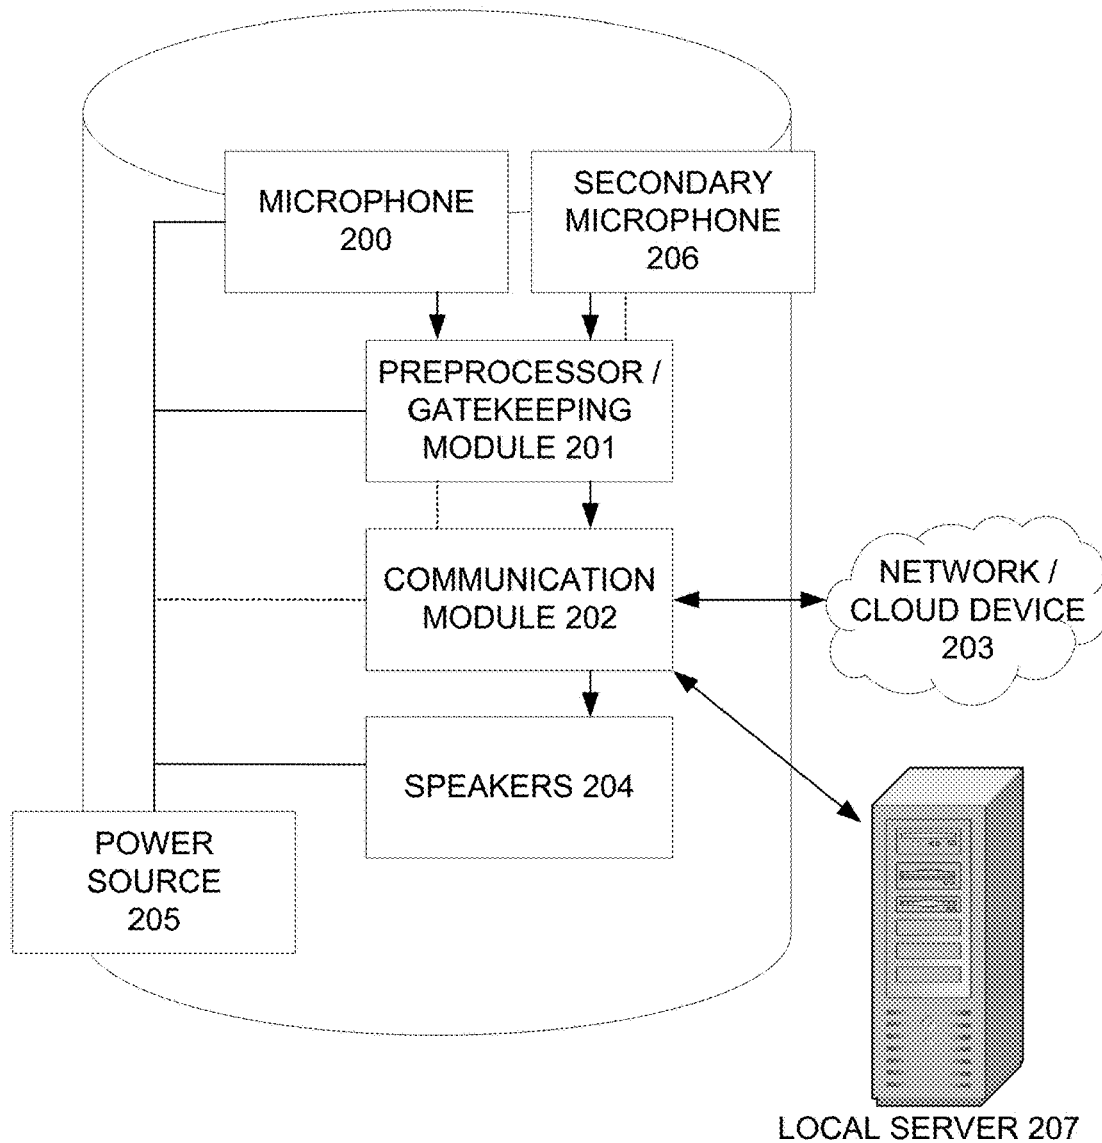 MICROPHONE
200
SECONDARY
MICROPHONE
206
PREPROCESSOR /
GATEKEEPING
MODULE 201
COMMUNICATION
MODULE 202
NETWORK /
CLOUD DEVICE
203
SPEAKERS 204
POWER
SOURCE
205
LOCAL SERVER 207